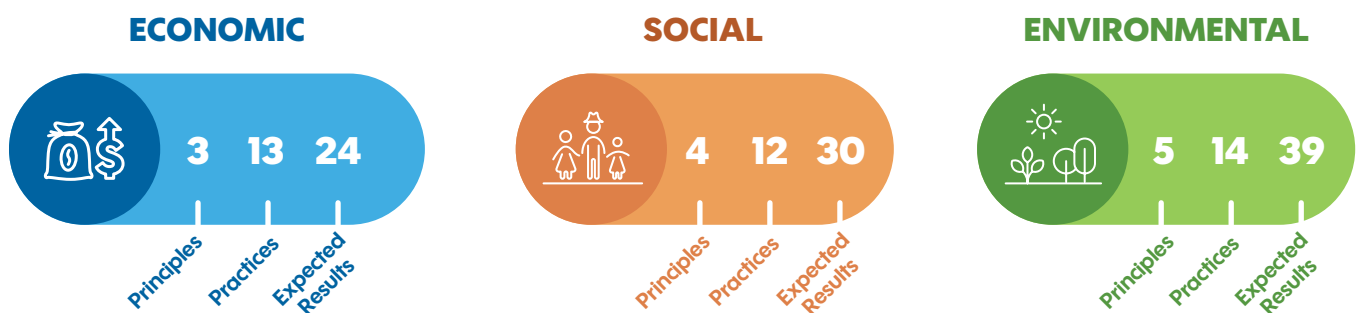 ECONOMIC
3 13 24
Principles
Practices
Expected
Results
SOCIAL
4 12 30
Principles
Practices
Expected
Results
ENVIRONMENTAL
5 14 39
Principles
Practices
Expected
Results